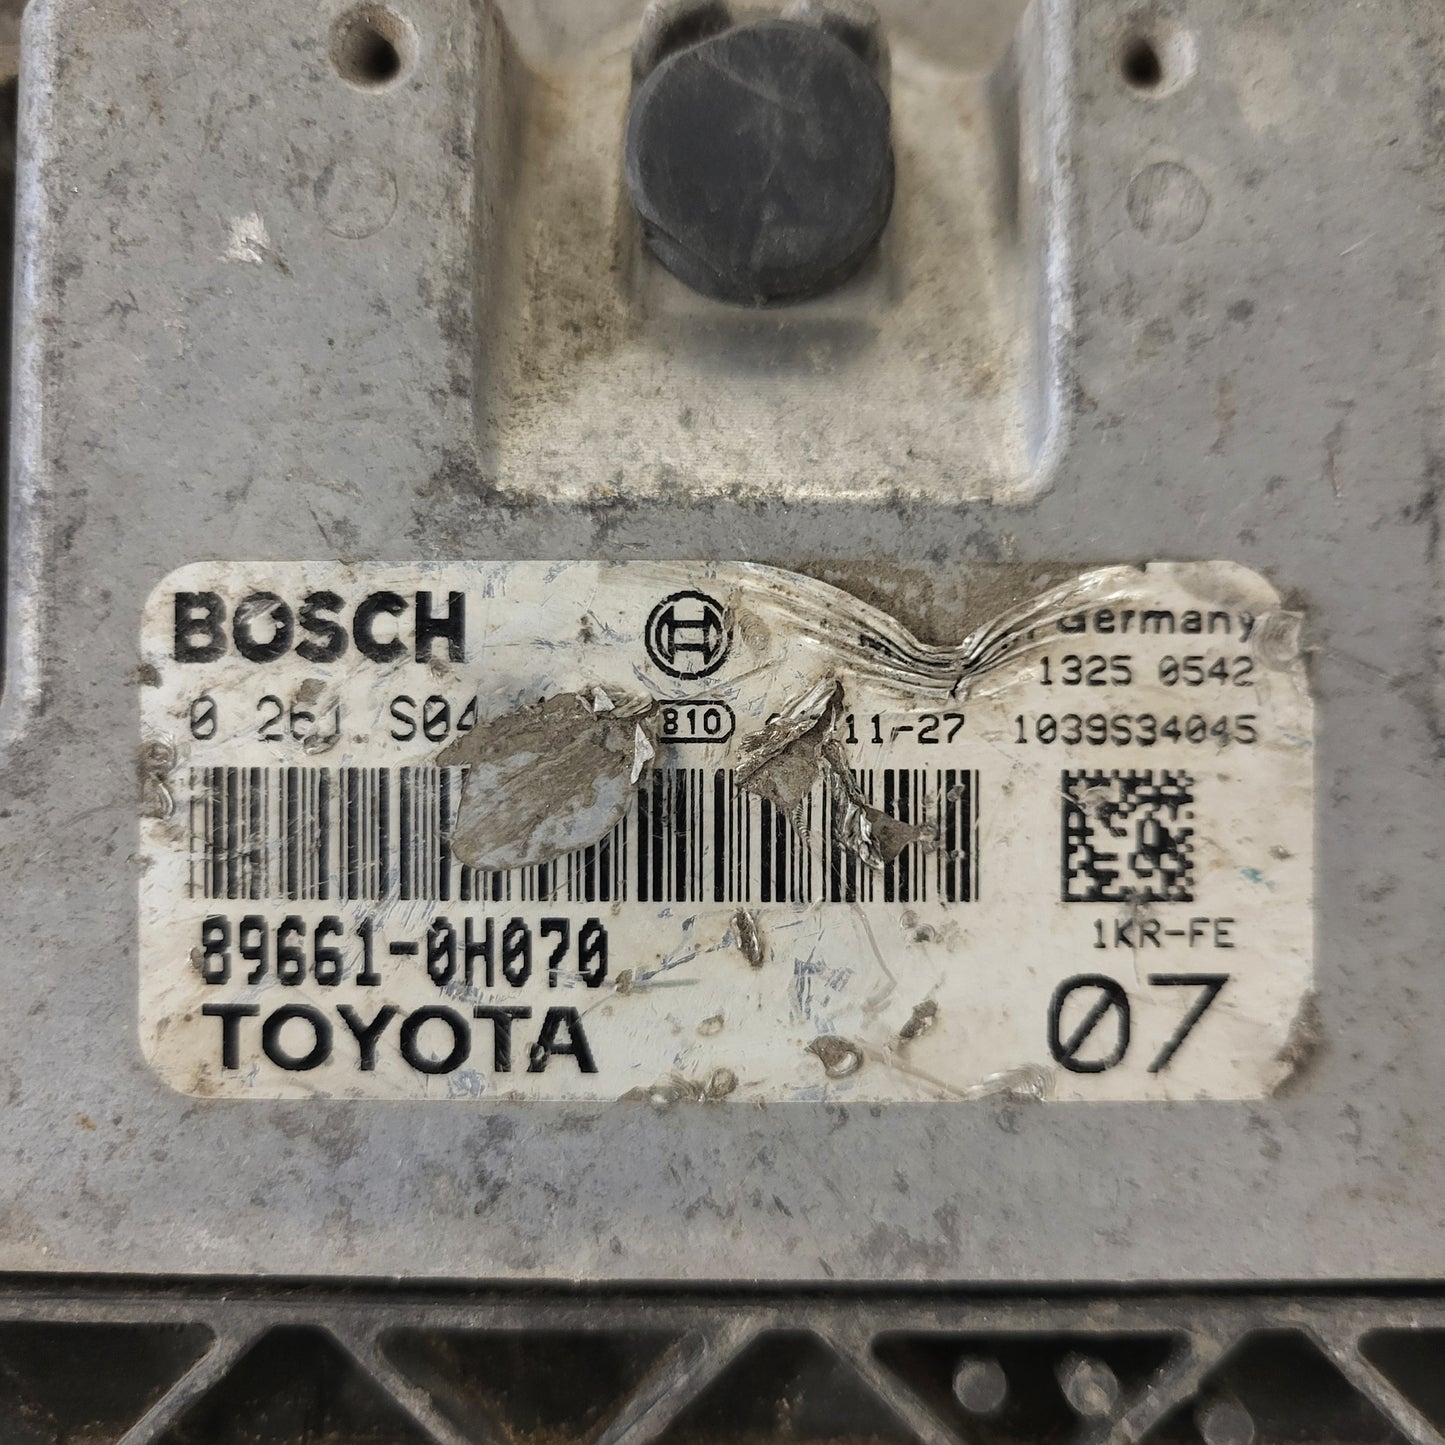 BOSCH
Germany
1325 0542
0 261 S04 810 11-27 1039S34045
89661-0H070
1KR-FE
TOYOTA
07